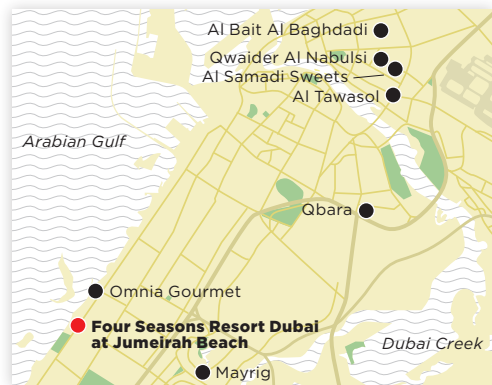 Al Bait Al Baghdadi
Qwaider Al Nabulsi
Al Samadi Sweets
Al Tawasol
Arabian Gulf
Qbara
Omnia Gourmet
Four Seasons Resort Dubai
at Jumeirah Beach
Dubai Creek
Mayrig